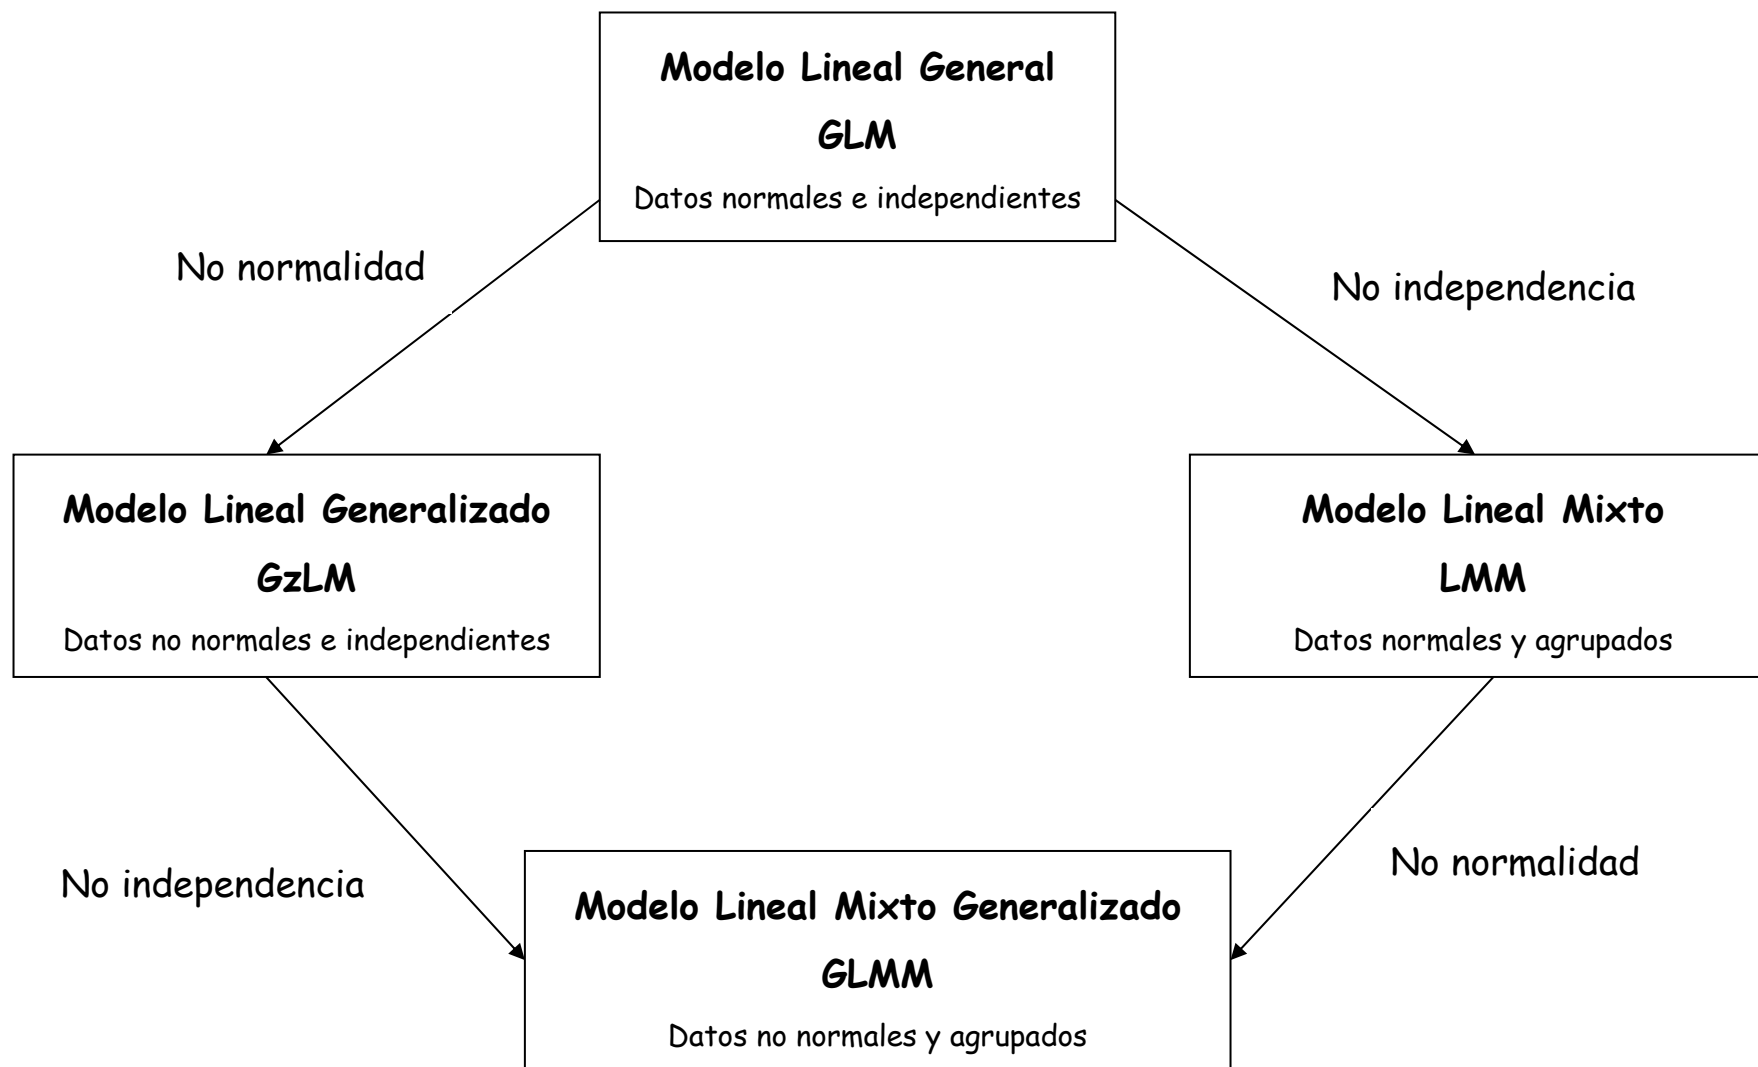 Modelo Lineal General
GLM
Datos normales e independientes
No normalidad
No independencia
Modelo Lineal Generalizado
GzLM
Datos no normales e independientes
Modelo Lineal Mixto
LMM
Datos normales y agrupados
No independencia
No normalidad
Modelo Lineal Mixto Generalizado
GLMM
Datos no normales y agrupados